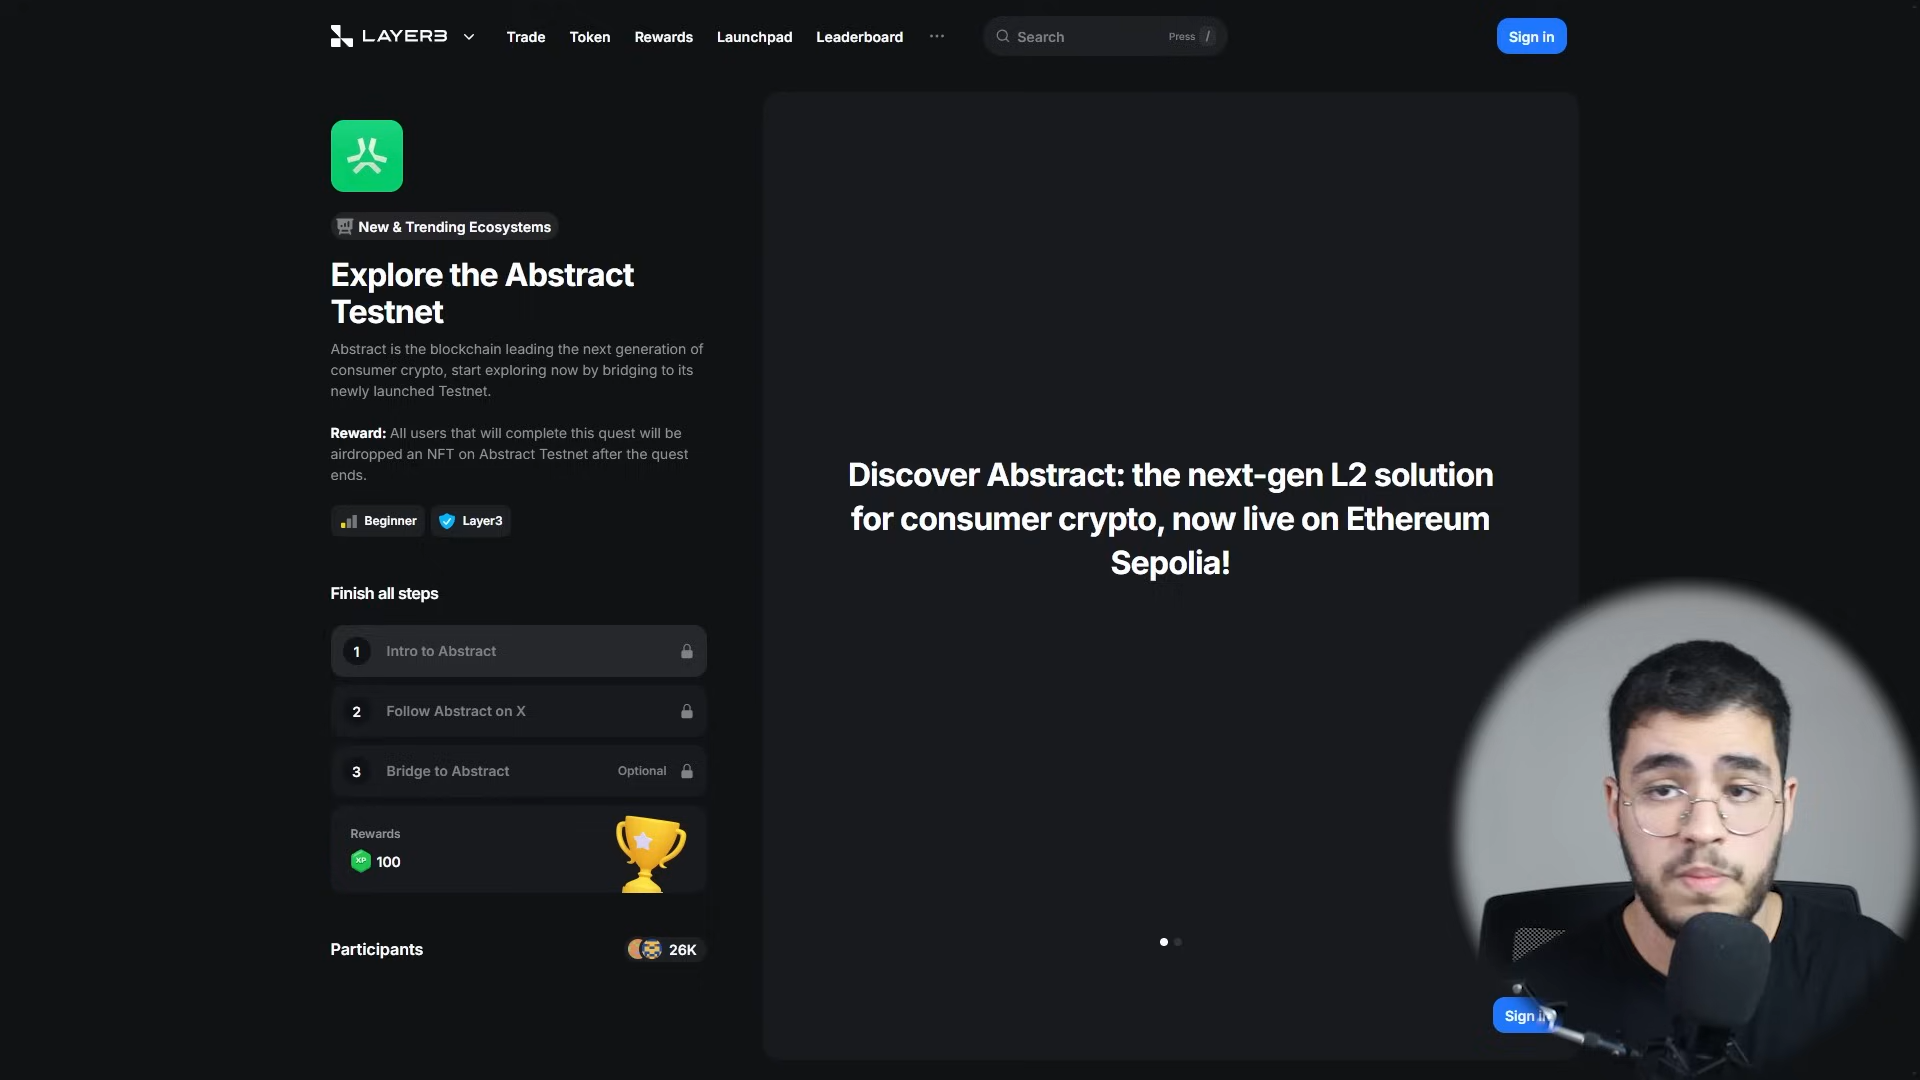 LAYER3
Trade
Token
Rewards
Launchpad
Leaderboard
Search
Press /
Sign in
New & Trending Ecosystems
Explore the Abstract
Testnet
Abstract is the blockchain leading the next generation of
consumer crypto, start exploring now by bridging to its
newly launched Testnet.
Reward: All users that will complete this quest will be
airdropped an NFT on Abstract Testnet after the quest
ends.
Beginner
Layer3
Finish all steps
1 Intro to Abstract
2 Follow Abstract on X
3 Bridge to Abstract Optional
Rewards
XP 100
Participants
26K
Discover Abstract: the next-gen L2 solution
for consumer crypto, now live on Ethereum
Sepolia!
Sign in